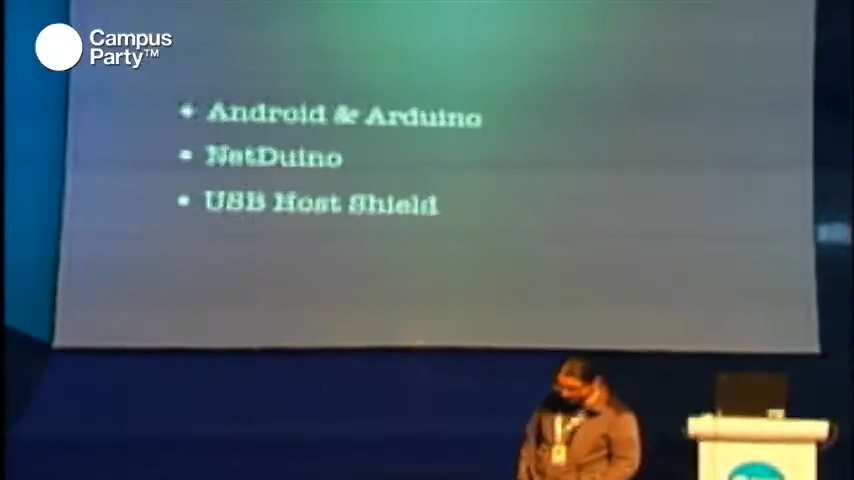 Campus
Party™
Android & Arduino
NetDuino
USB Host Shield